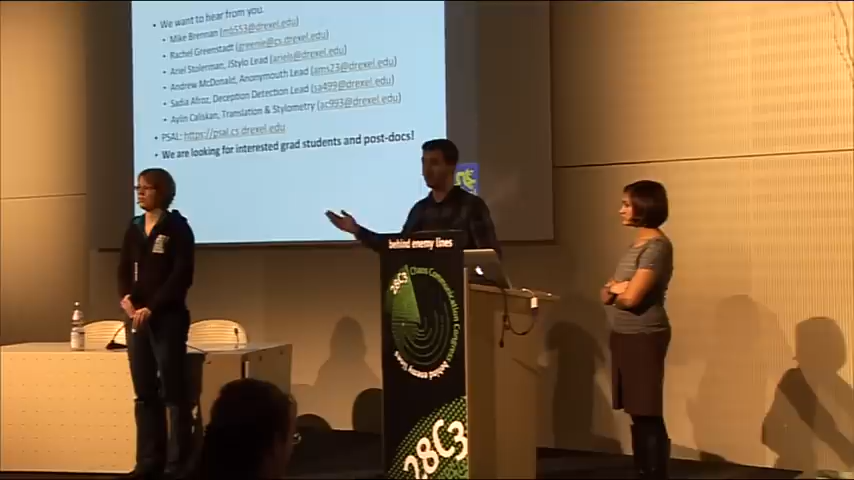 • We want to hear from you.
• Mike Brennan (mb553@drexel.edu)
• Rachel Greenstadt (greenie@cs.drexel.edu)
• Ariel Stolerman, JStylo Lead (ariels@drexel.edu)
• Andrew McDonald, Anonymouth Lead (ams23@drexel.edu)
• Sadia Afroz, Deception Detection Lead (sa499@drexel.edu)
• Aylin Caliskan, Translation & Stylometry (ac993@drexel.edu)
• PSAL: https://psal.cs.drexel.edu
• We are looking for interested grad students and post-docs!
behind enemy lines
28C3 Chaos Communication Congress
behind enemy lines
28C3